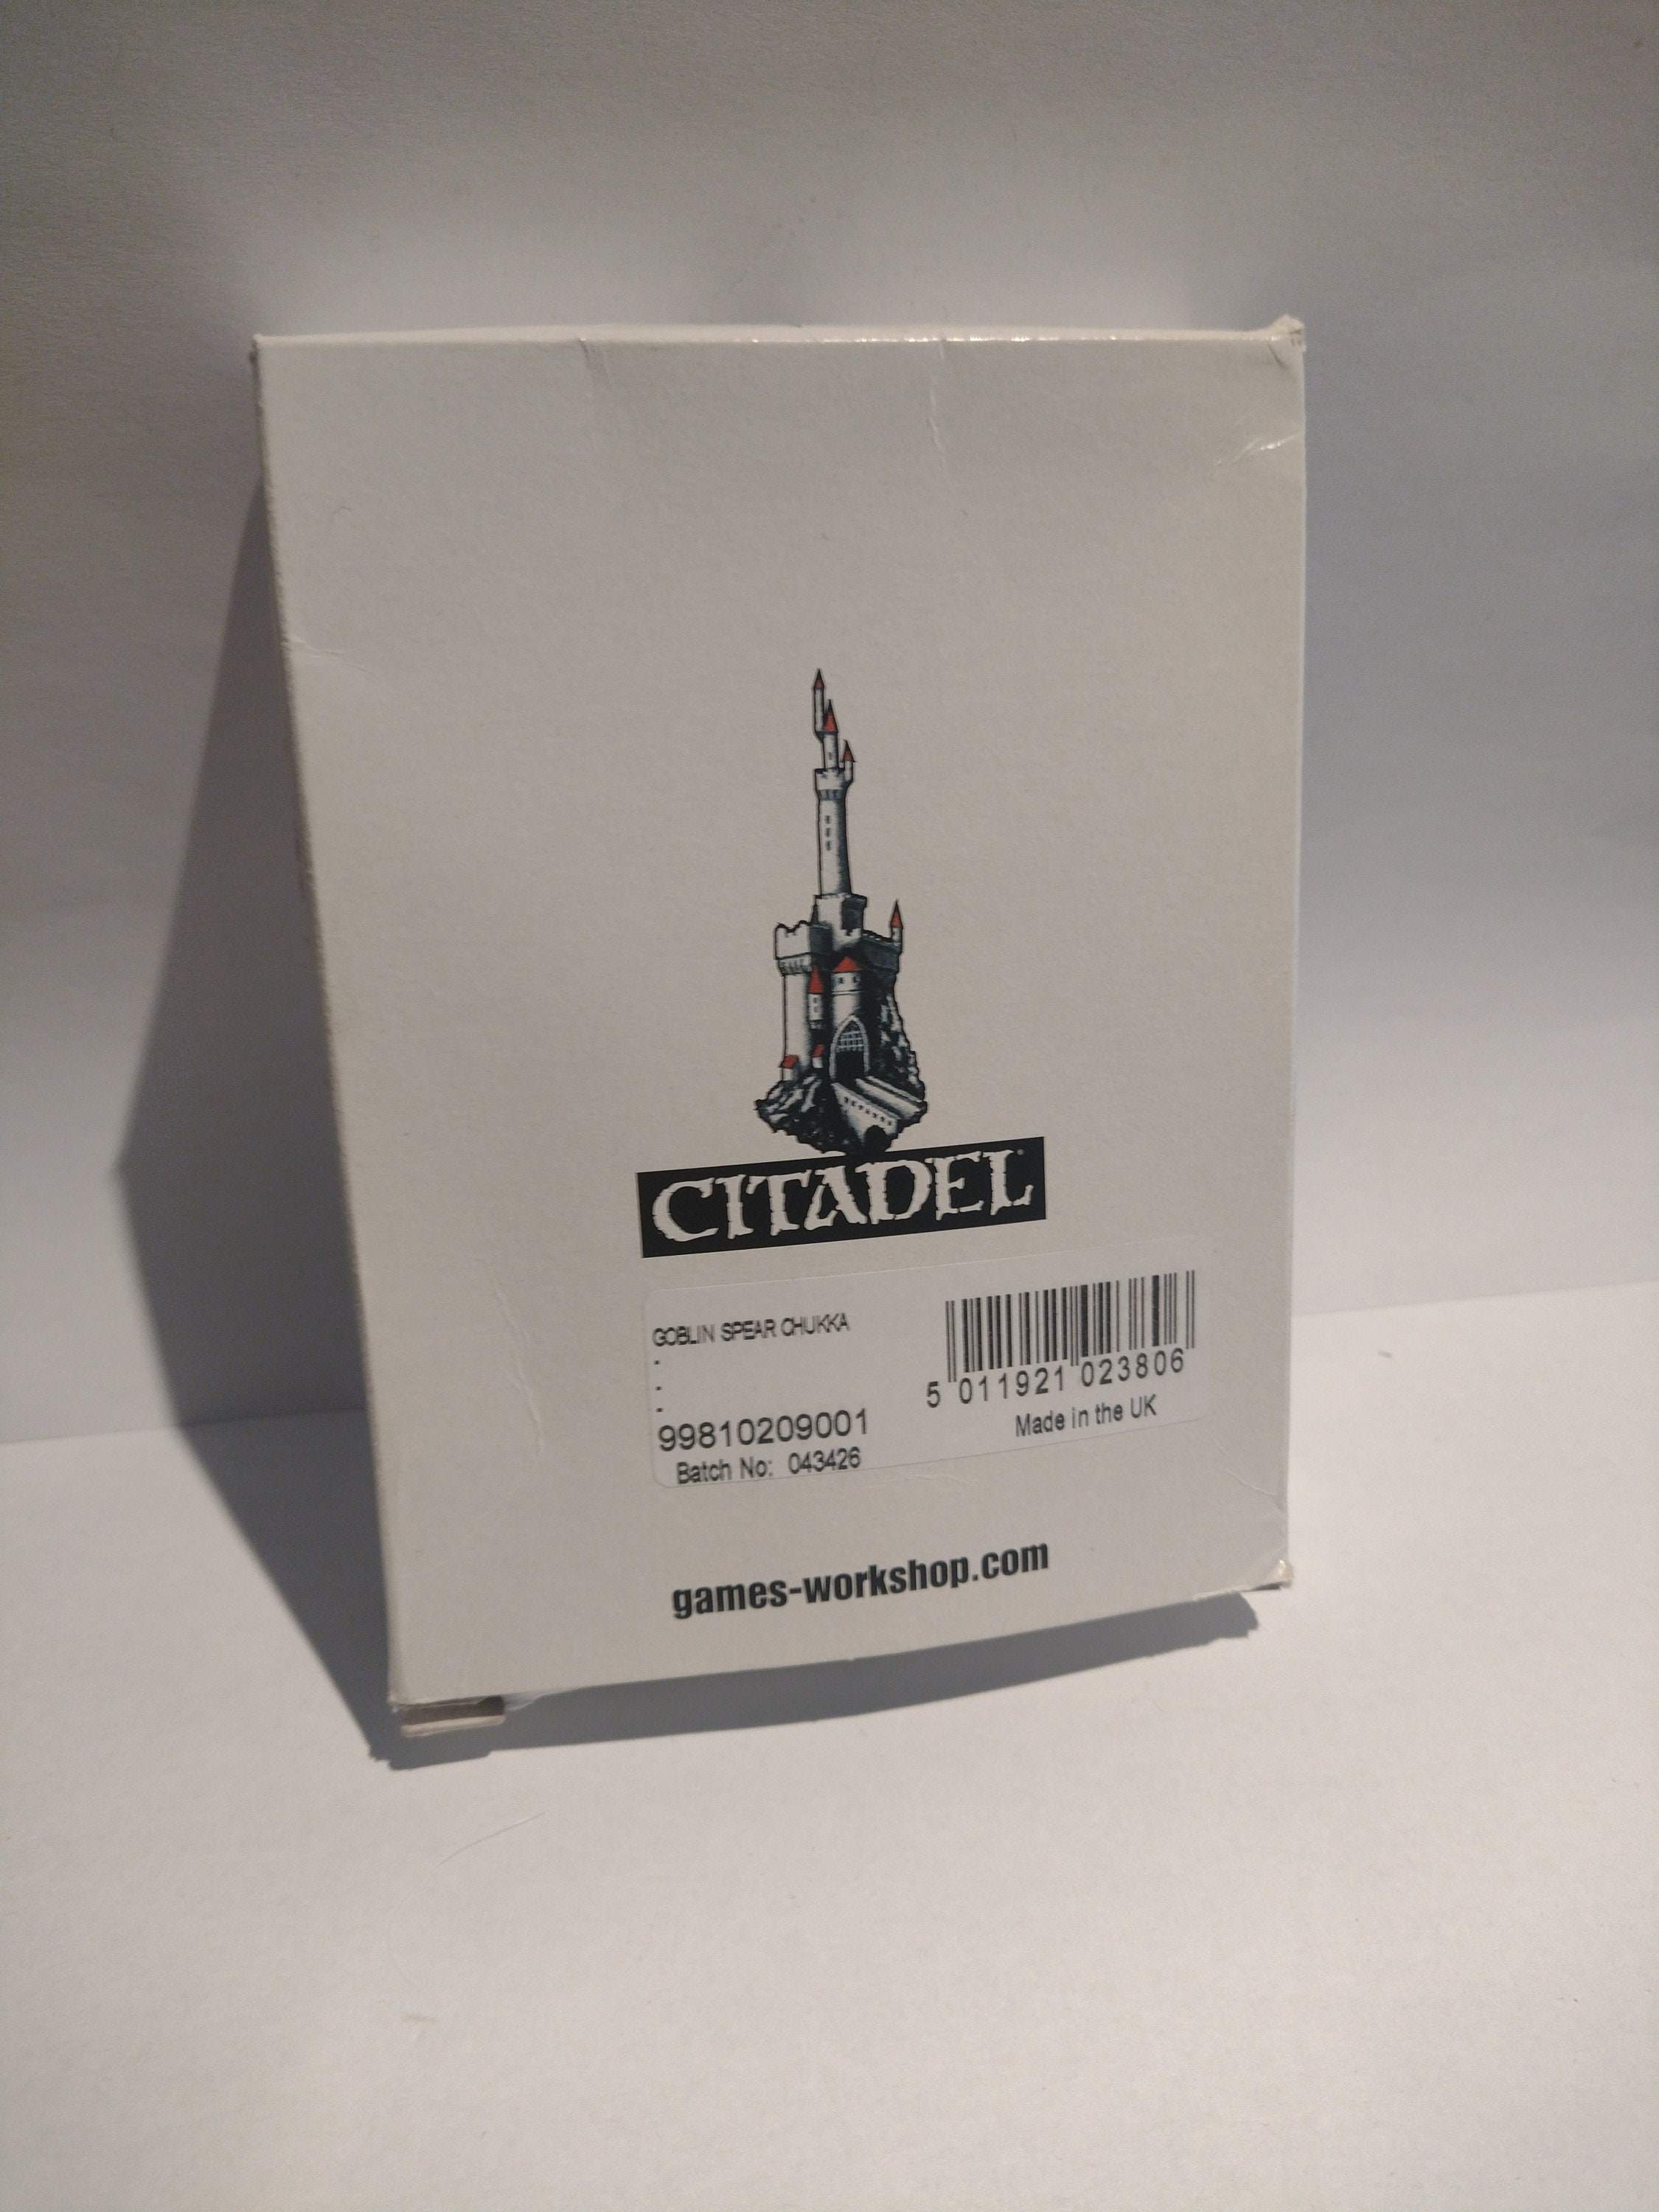 CITADEL
GOBLIN SPEAR CHUKKA
-
-
-
99810209001
Batch No: 043426
5 011921 023806
Made in the UK
games-workshop.com